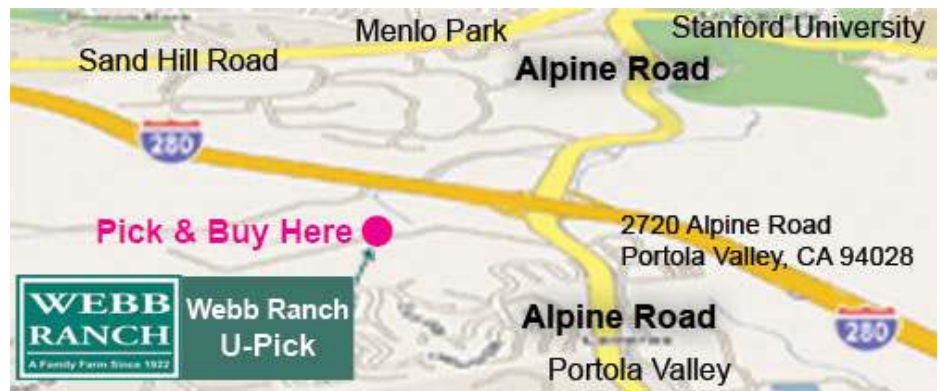 Menlo Park
Stanford University
Sand Hill Road
Alpine Road
280
Pick & Buy Here
2720 Alpine Road
Portola Valley, CA 94028
WEBB
RANCH
A Family Farm Since 1922
Webb Ranch
U-Pick
Alpine Road
280
Portola Valley